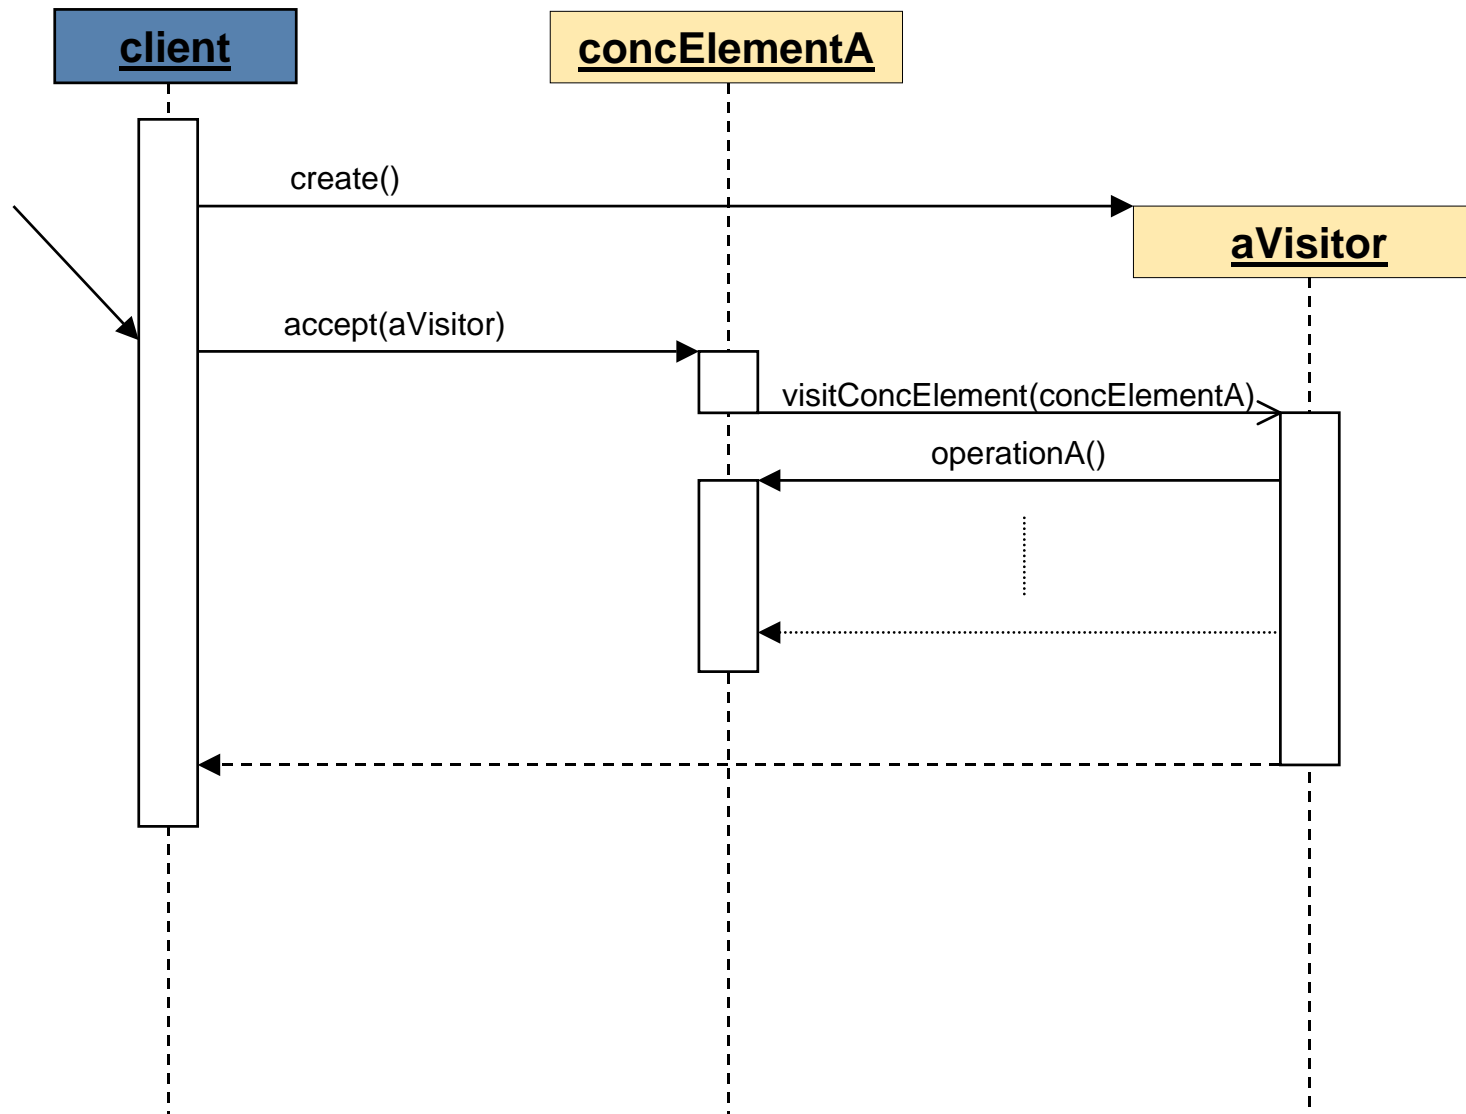 client
concElementA
create()
aVisitor
accept(aVisitor)
visitConcElement(concElementA)
operationA()